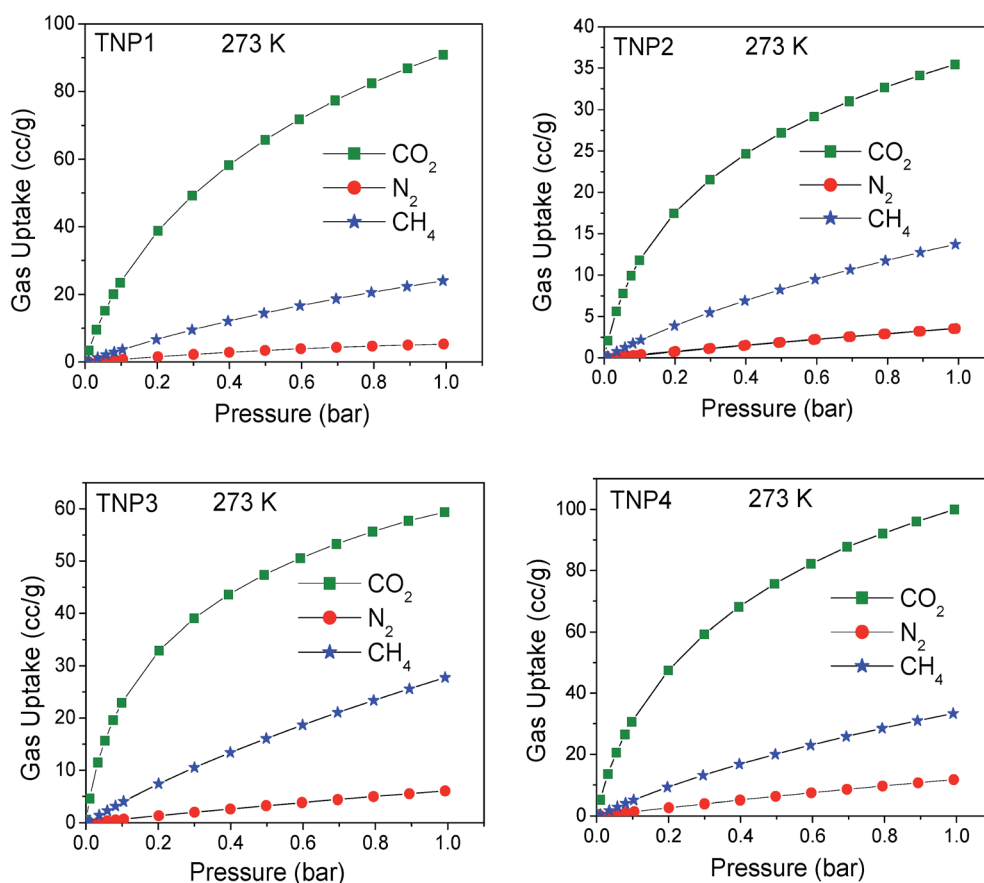 TNP1 273 K
Gas Uptake (cc/g)
100
80
60
40
20
0
CO2
N2
CH4
0.0 0.2 0.4 0.6 0.8 1.0
Pressure (bar)
TNP2 273 K
Gas Uptake (cc/g)
40
35
30
25
20
15
10
5
0
CO2
N2
CH4
0.0 0.2 0.4 0.6 0.8 1.0
Pressure (bar)
TNP3 273 K
Gas Uptake (cc/g)
60
50
40
30
20
10
0
CO2
N2
CH4
0.0 0.2 0.4 0.6 0.8 1.0
Pressure (bar)
TNP4 273 K
Gas Uptake (cc/g)
100
80
60
40
20
0
CO2
N2
CH4
0.0 0.2 0.4 0.6 0.8 1.0
Pressure (bar)